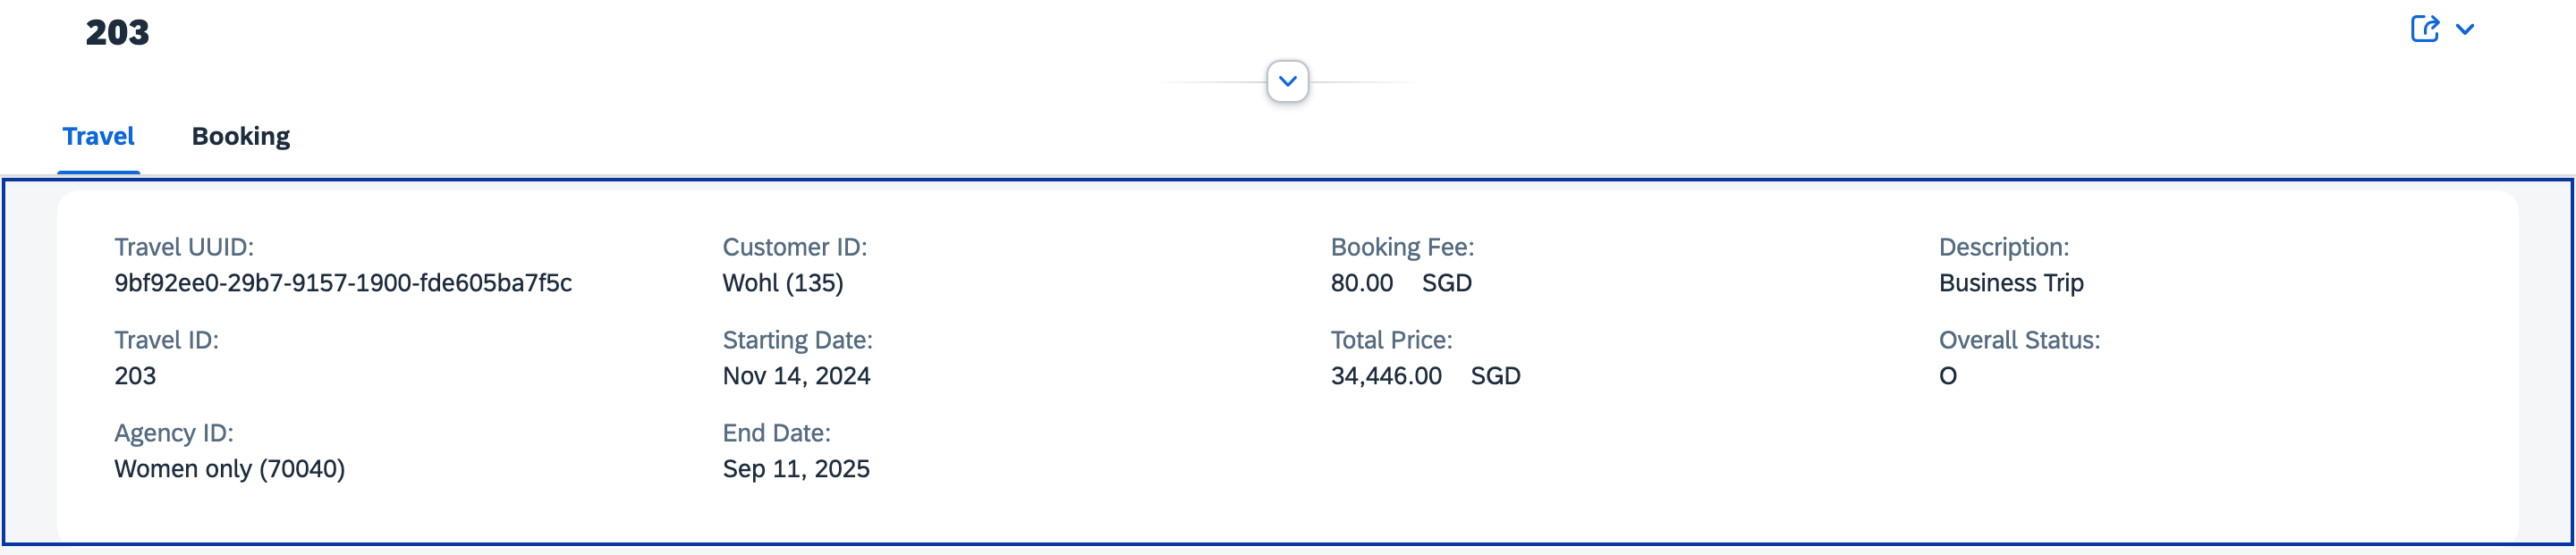 203
Travel Booking
Travel UUID:
9bf92ee0-29b7-9157-1900-fde605ba7f5c
Travel ID:
203
Agency ID:
Women only (70040)
Customer ID:
Wohl (135)
Starting Date:
Nov 14, 2024
End Date:
Sep 11, 2025
Booking Fee:
80.00 SGD
Total Price:
34,446.00 SGD
Description:
Business Trip
Overall Status:
O